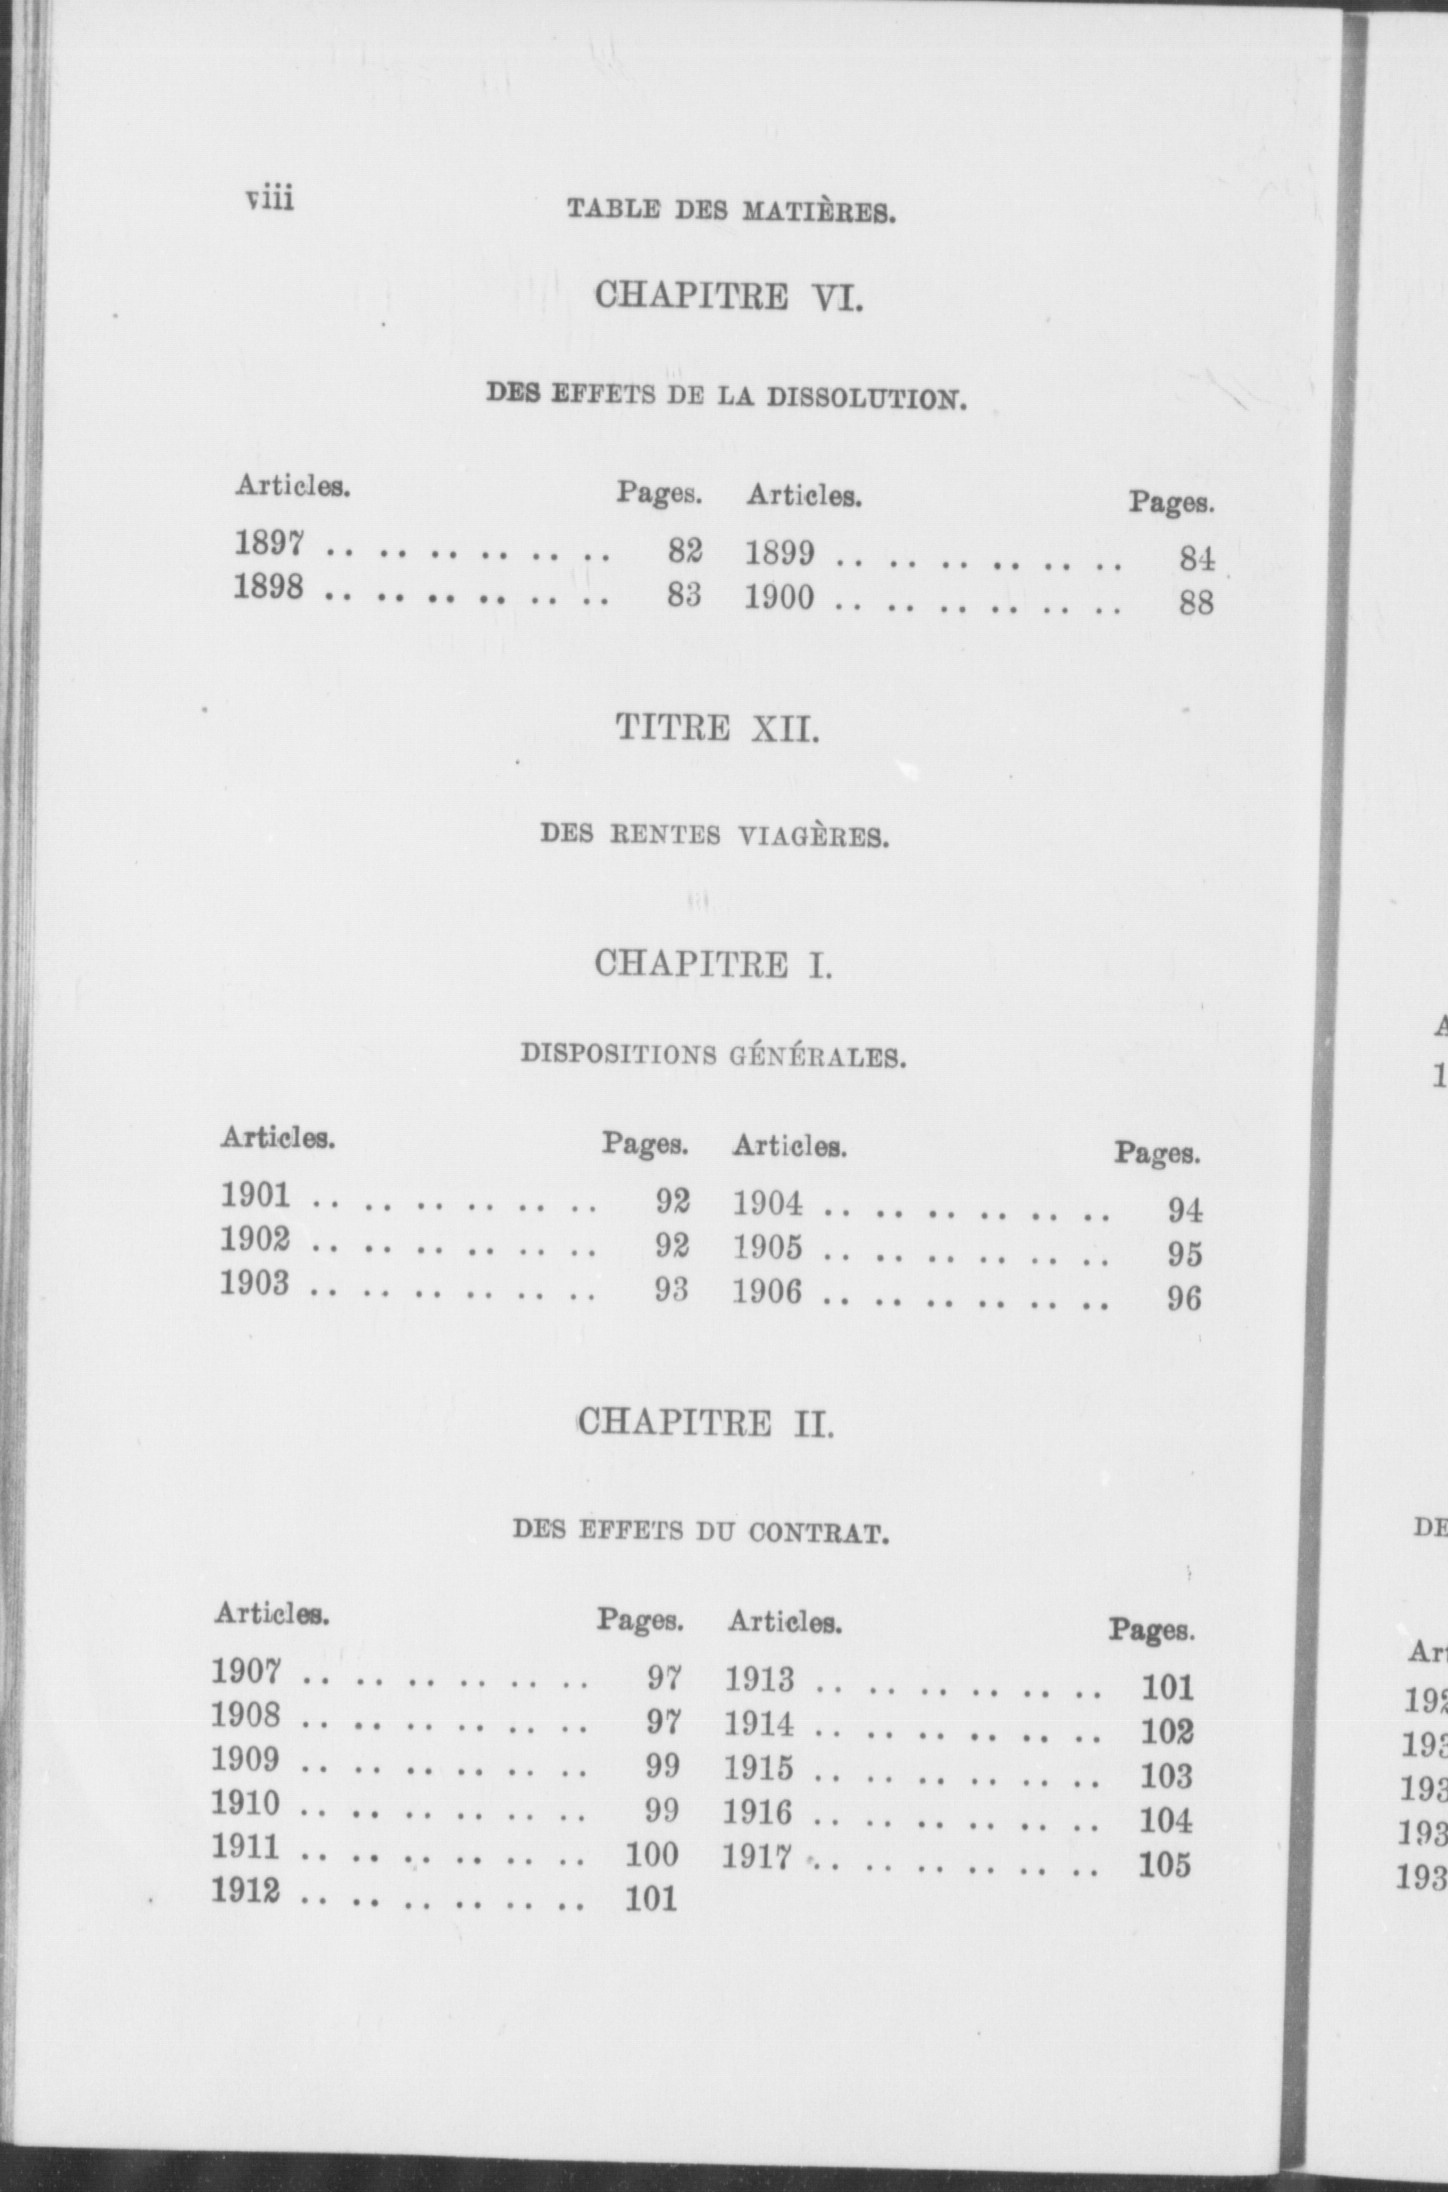 viii
TABLE DES MATIÈRES.
CHAPITRE VI.
DES EFFETS DE LA DISSOLUTION.
Articles. Pages. Articles. Pages.
1897 .. .. .. .. .. .. 82 1899 .. .. .. .. .. .. 84
1898 .. .. .. .. .. .. 83 1900 .. .. .. .. .. .. 88
TITRE XII.
DES RENTES VIAGÈRES.
CHAPITRE I.
DISPOSITIONS GÉNÉRALES.
Articles. Pages. Articles. Pages.
1901 .. .. .. .. .. .. 92 1904 .. .. .. .. .. .. 94
1902 .. .. .. .. .. .. 92 1905 .. .. .. .. .. .. 95
1903 .. .. .. .. .. .. 93 1906 .. .. .. .. .. .. 96
CHAPITRE II.
DES EFFETS DU CONTRAT.
Articles. Pages. Articles. Pages.
1907 .. .. .. .. .. .. 97 1913 .. .. .. .. .. .. 101
1908 .. .. .. .. .. .. 97 1914 .. .. .. .. .. .. 102
1909 .. .. .. .. .. .. 99 1915 .. .. .. .. .. .. 103
1910 .. .. .. .. .. .. 99 1916 .. .. .. .. .. .. 104
1911 .. .. .. .. .. .. 100 1917 .. .. .. .. .. .. 105
1912 .. .. .. .. .. .. 101